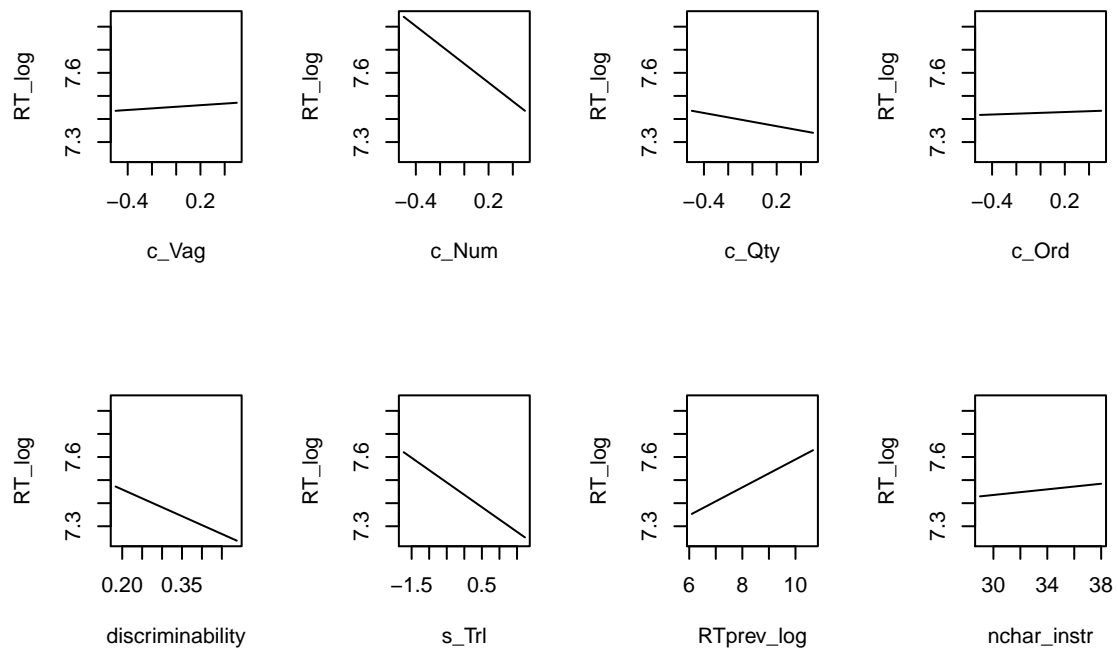 RT_log RT_log RT_log RT_log
7.6 7.6 7.6 7.6
7.3 7.3 7.3 7.3
−0.4 0.2 −0.4 0.2 −0.4 0.2 −0.4 0.2
c_Vag c_Num c_Qty c_Ord
RT_log RT_log RT_log RT_log
7.6 7.6 7.6 7.6
7.3 7.3 7.3 7.3
0.20 0.35 −1.5 0.5 6 8 10 30 34 38
discriminability s_Trl RTprev_log nchar_instr